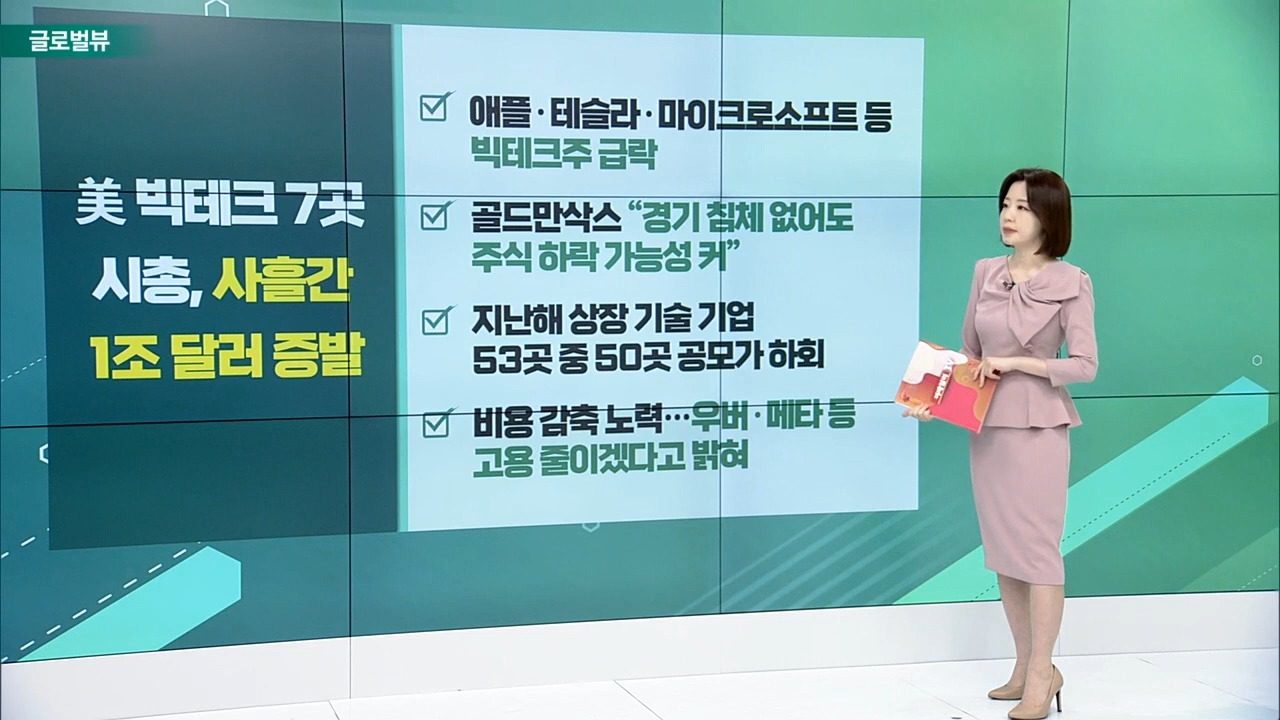 글로벌뷰
美 빅테크 7곳
시총, 사흘간
1조 달러 증발
애플·테슬라·마이크로소프트 등
빅테크주 급락
골드만삭스 “경기 침체 없어도
주식 하락 가능성 커”
지난해 상장 기술 기업
53곳 중 50곳 공모가 하회
비용 감축 노력…우버·메타 등
고용 줄이겠다고 밝혀